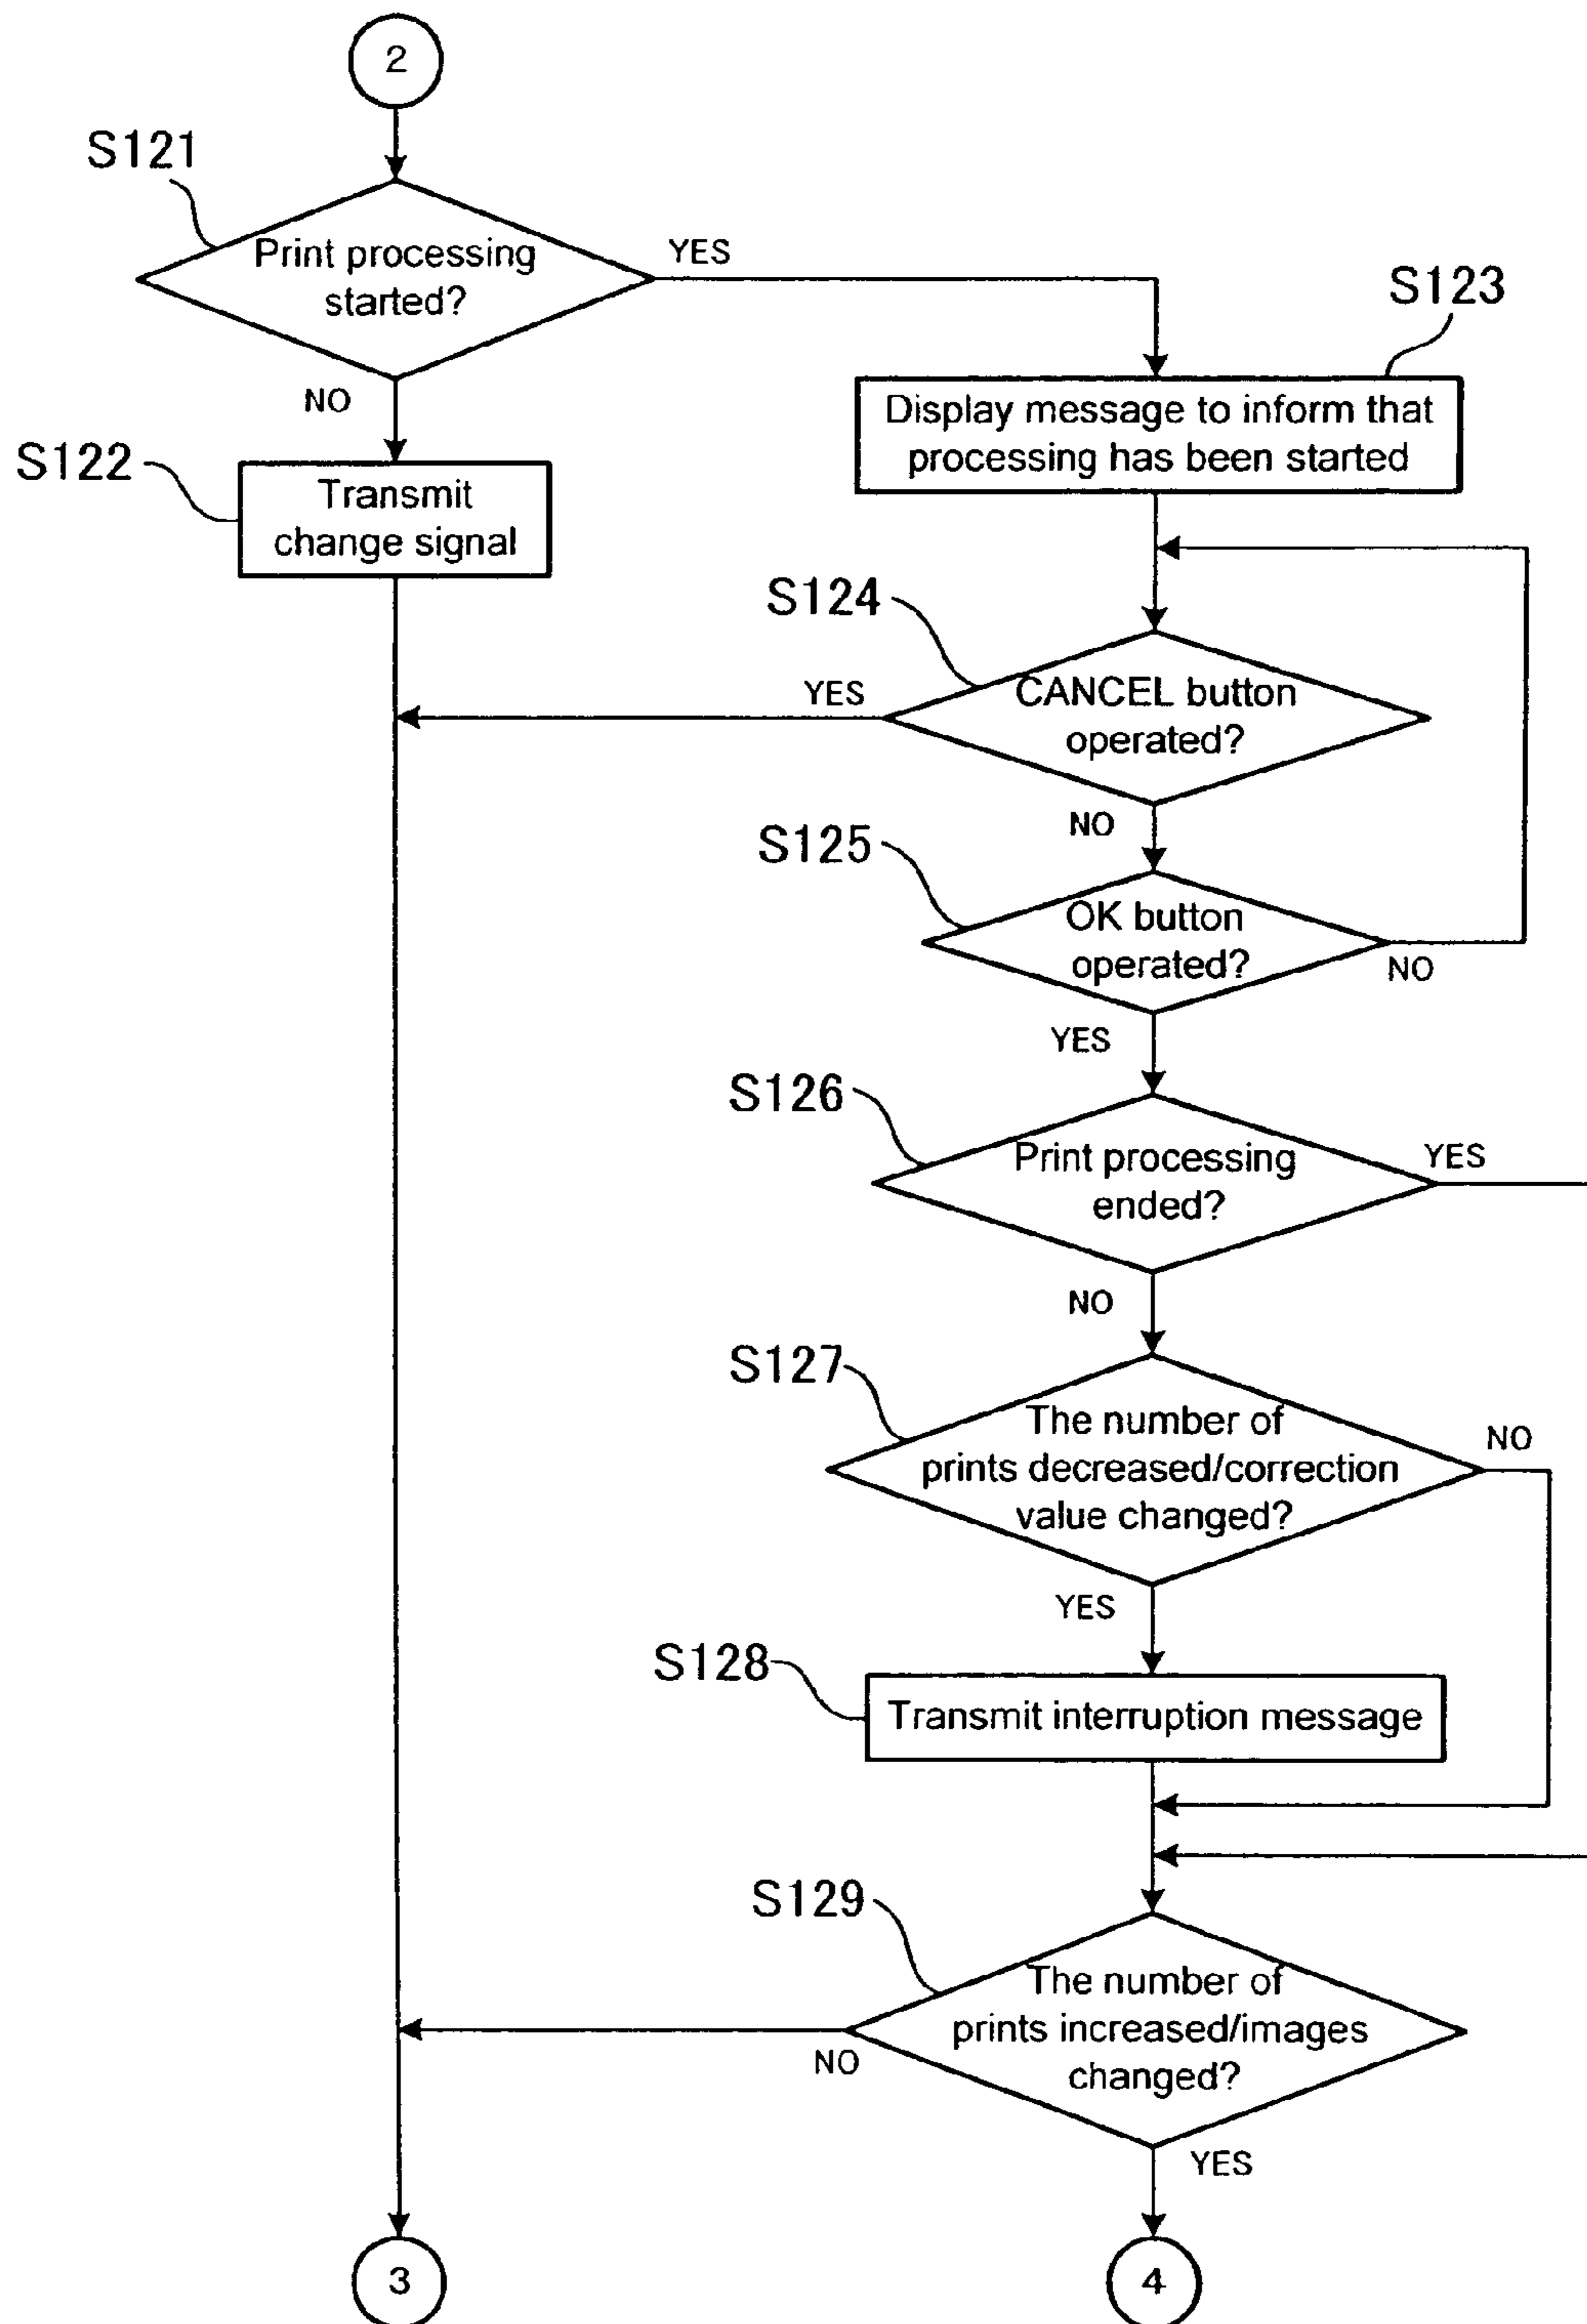 2
S121
Print processing
started?
YES
NO
S123
Display message to inform that
processing has been started
S122
Transmit
change signal
S124
YES
CANCEL button
operated?
NO
S125
OK button
operated?
NO
YES
S126
Print processing
ended?
YES
NO
S127
The number of
prints decreased/correction
value changed?
NO
YES
S128
Transmit interruption message
S129
The number of
prints increased/images
changed?
NO
YES
3
4